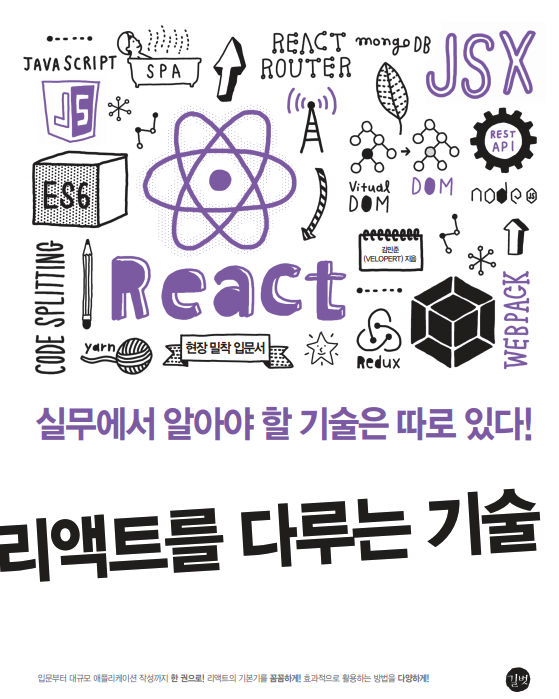 JAVASCRIPT
SPA
REACT
ROUTER
mongoDB
JSX
JS
REST
API
ES6
Vitual
DOM
DOM
node JS
김민준
(VELOPERT) 지음
React
CODE SPLITTING
WEBPACK
yarn
현장 밀착 입문서
Redux
실무에서 알아야 할 기술은 따로 있다!
리액트를 다루는 기술
입문부터 대규모 애플리케이션 작성까지 한 권으로! 리액트의 기본기를 꼼꼼하게! 효과적으로 활용하는 방법을 다양하게!
길벗